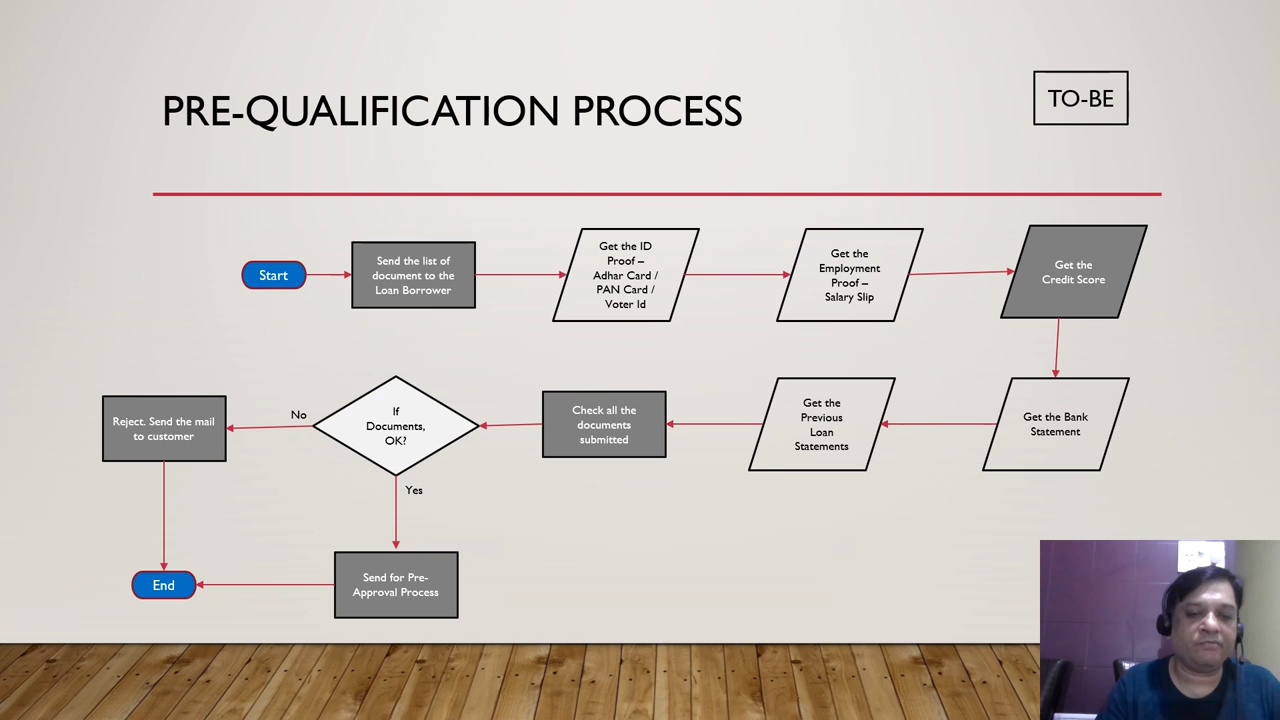 PRE-QUALIFICATION PROCESS
TO-BE
Start
Send the list of
document to the
Loan Borrower
Get the ID
Proof –
Adhar Card /
PAN Card /
Voter Id
Get the
Employment
Proof –
Salary Slip
Get the
Credit Score
Reject. Send the mail
to customer
No
If
Documents,
OK?
Check all the
documents
submitted
Get the
Previous
Loan
Statements
Get the Bank
Statement
Yes
End
Send for Pre-
Approval Process